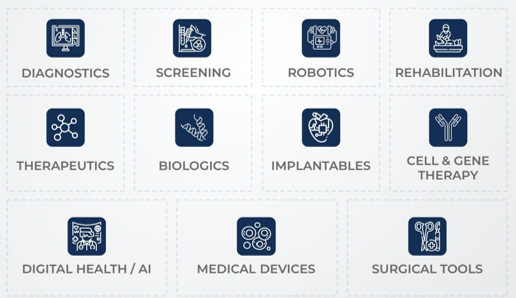 DIAGNOSTICS
SCREENING
ROBOTICS
REHABILITATION
THERAPEUTICS
BIOLOGICS
IMPLANTABLES
CELL & GENE
THERAPY
DIGITAL HEALTH / AI
MEDICAL DEVICES
SURGICAL TOOLS